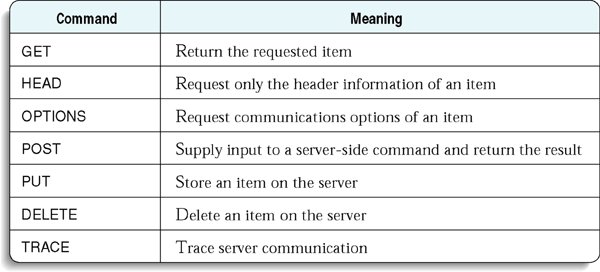 Command Meaning
GET Return the requested item
HEAD Request only the header information of an item
OPTIONS Request communications options of an item
POST Supply input to a server-side command and return the result
PUT Store an item on the server
DELETE Delete an item on the server
TRACE Trace server communication